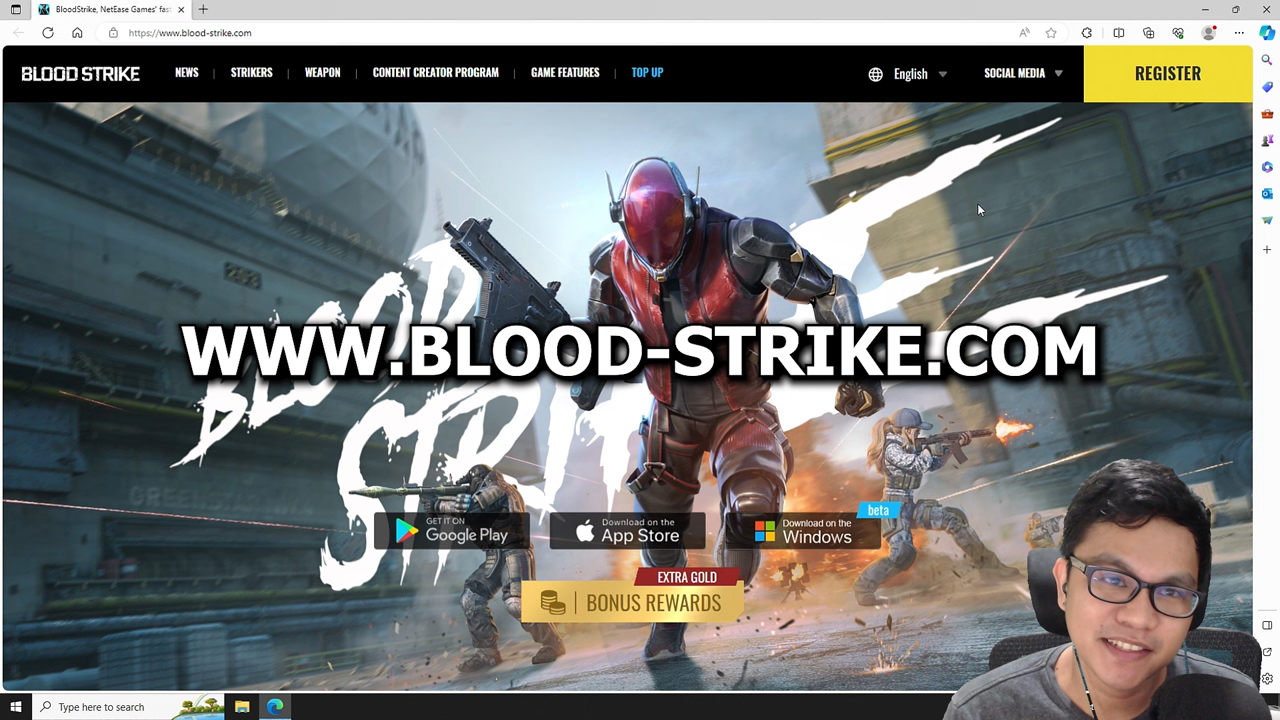 BloodStrike, NetEase Games' fas
https://www.blood-strike.com
BLOOD STRIKE
NEWS
STRIKERS
WEAPON
CONTENT CREATOR PROGRAM
GAME FEATURES
TOP UP
English
SOCIAL MEDIA
REGISTER
BLOOD
STRIKE
WWW.BLOOD-STRIKE.COM
GET IT ON
Google Play
Download on the
App Store
beta
Download on the
Windows
EXTRA GOLD
BONUS REWARDS
Type here to search